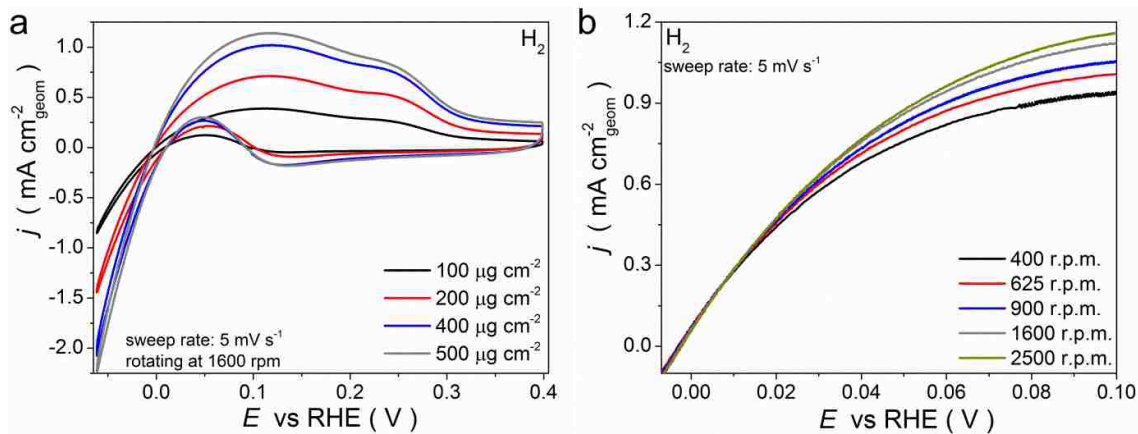 a
H2
j ( mA cm-2 geom )
1.0
0.5
0.0
-0.5
-1.0
-1.5
-2.0
100 µg cm-2
200 µg cm-2
400 µg cm-2
500 µg cm-2
sweep rate: 5 mV s-1
rotating at 1600 rpm
0.0 0.1 0.2 0.3 0.4
E vs RHE ( V )
b
H2
sweep rate: 5 mV s-1
j ( mA cm-2 geom )
1.2
0.9
0.6
0.3
0.0
400 r.p.m.
625 r.p.m.
900 r.p.m.
1600 r.p.m.
2500 r.p.m.
0.00 0.02 0.04 0.06 0.08 0.10
E vs RHE ( V )